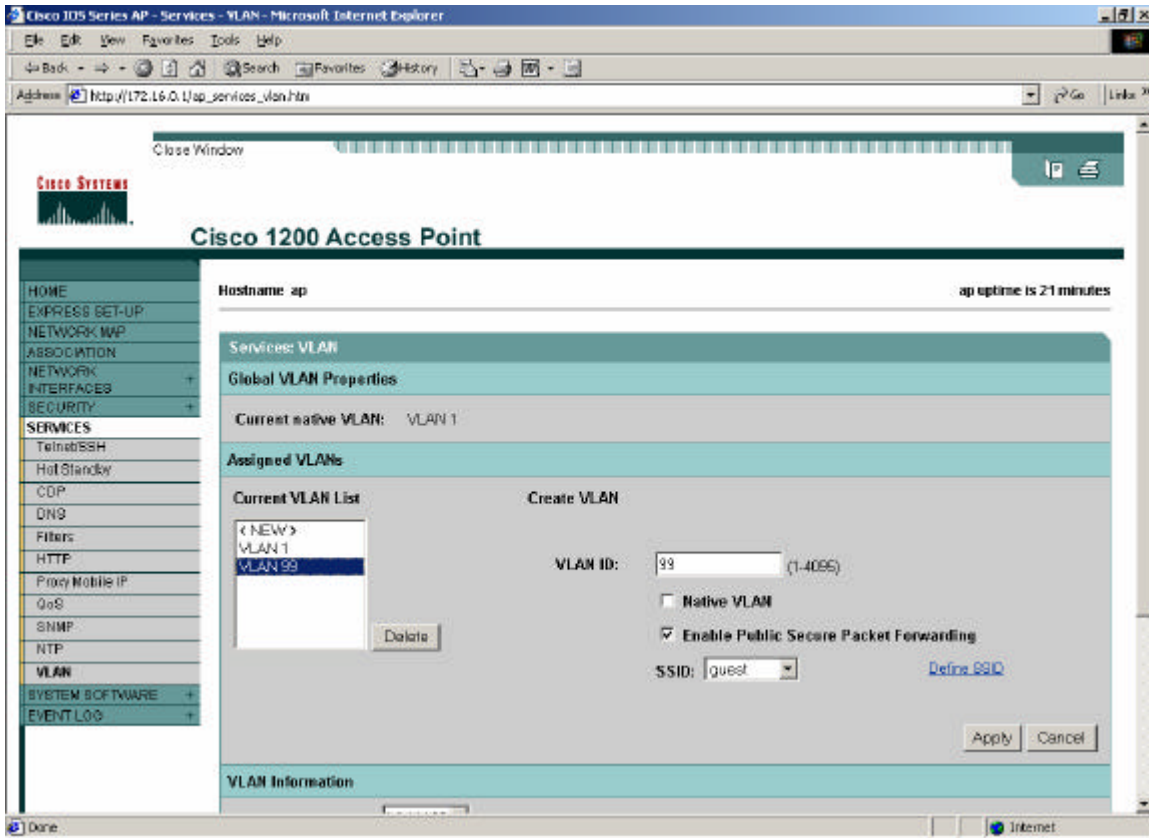 Cisco IOS Series AP - Services - VLAN - Microsoft Internet Explorer
File Edit View Favorites Tools Help
Back Search Favorites History
Address http://172.16.0.1/ap_services_vlan.htm Go Links
Close Window
CISCO SYSTEMS
Cisco 1200 Access Point
HOME
EXPRESS SET-UP
NETWORK MAP
ASSOCIATION
NETWORK INTERFACES +
SECURITY +
SERVICES
Telnet/SSH
Hot Standby
CDP
DNS
Filters
HTTP
Proxy Mobile IP
QoS
SNMP
NTP
VLAN
SYSTEM SOFTWARE +
EVENT LOG +
Hostname ap ap uptime is 21 minutes
Services: VLAN
Global VLAN Properties
Current native VLAN: VLAN 1
Assigned VLANs
Current VLAN List Create VLAN
< NEW >
VLAN 1
VLAN 99
Delete
VLAN ID: 99 (1-4095)
Native VLAN
Enable Public Secure Packet Forwarding
SSID: guest Define SSID
Apply Cancel
VLAN Information
Done Internet